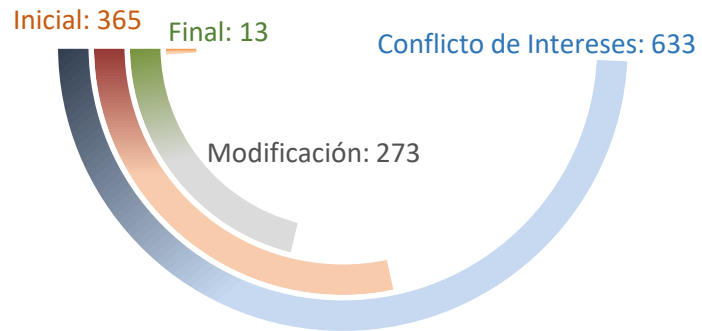 Inicial: 365
Final: 13
Conflicto de Intereses: 633
Modificación: 273